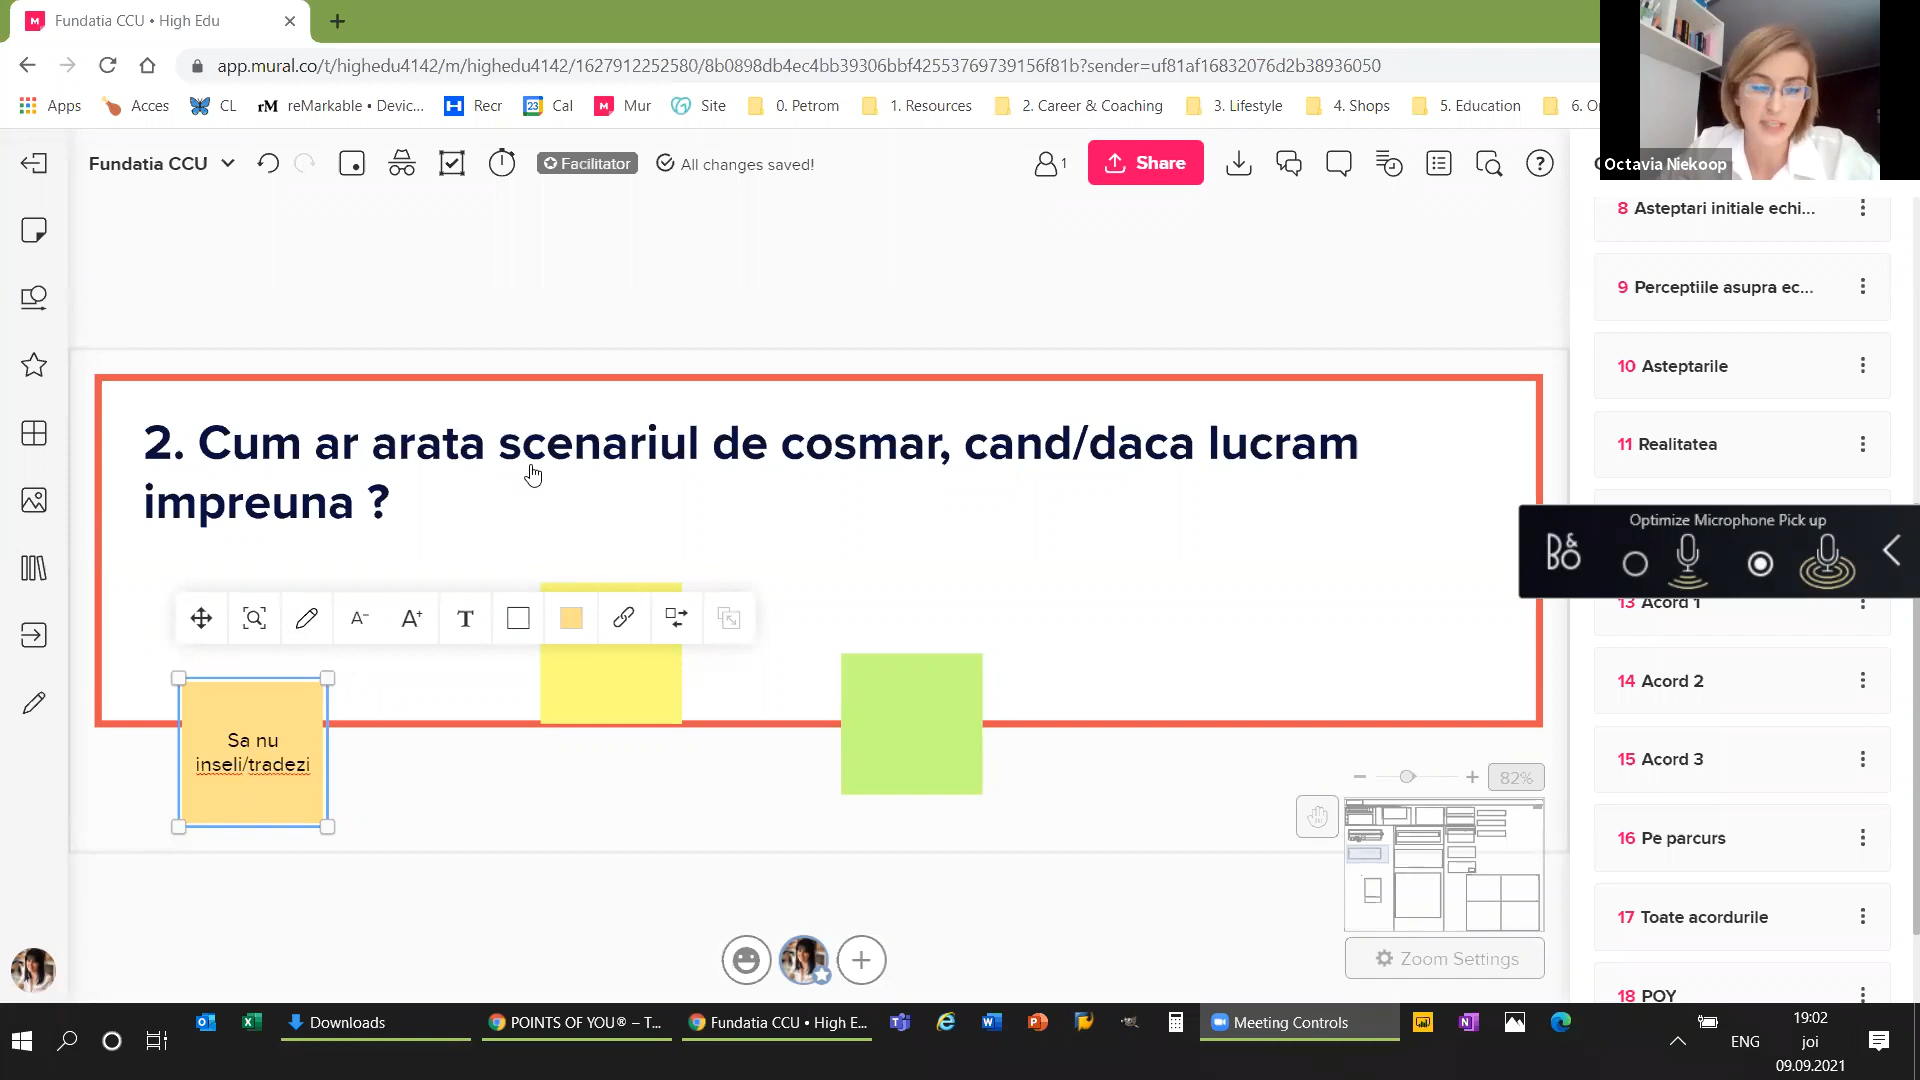 Fundatia CCU • High Edu
app.mural.co/t/highedu4142/m/highedu4142/1627912252580/8b0898db4ec4bb39306bbf42553769739156f81b?sender=uf81af16832076d2b38936050
Apps Acces CL rM reMarkable • Devic... Recr 23 Cal Mur Site 0. Petrom 1. Resources 2. Career & Coaching 3. Lifestyle 4. Shops 5. Education 6. O
Fundatia CCU Facilitator All changes saved! 1 Share
Octavia Niekoop
8 Asteptari initiale echi...
9 Perceptiile asupra ec...
10 Asteptarile
11 Realitatea
2. Cum ar arata scenariul de cosmar, cand/daca lucram
impreuna ?
Optimize Microphone Pick up
B&O
13 Acord 1
A- A+ T
Sa nu
inseli/tradezi
14 Acord 2
15 Acord 3
82%
16 Pe parcurs
17 Toate acordurile
Zoom Settings
18 POY
Downloads POINTS OF YOU® – T... Fundatia CCU • High E... Meeting Controls
19:02
ENG joi
09.09.2021